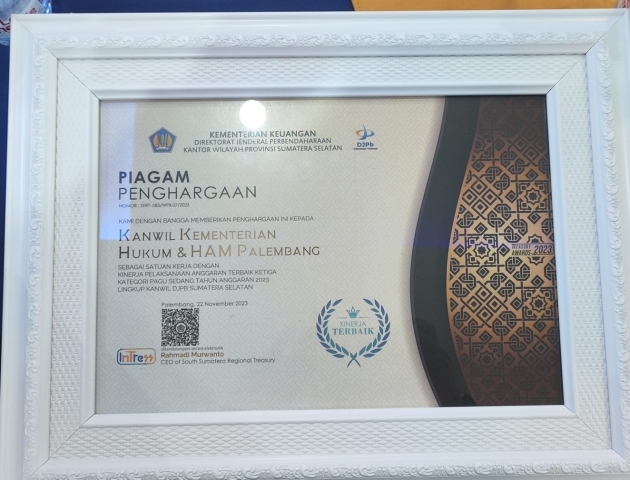 KEMENTERIAN KEUANGAN
DIREKTORAT JENDERAL PERBENDAHARAAN
KANTOR WILAYAH PROVINSI SUMATERA SELATAN
DJPb
PIAGAM
PENGHARGAAN
KAMI DENGAN BANGGA MEMBERIKAN PENGHARGAAN INI KEPADA :
KANWIL KEMENTERIAN
HUKUM & HAM PALEMBANG
SEBAGAI SATUAN KERJA DENGAN
KINERJA PELAKSANAAN ANGGARAN TERBAIK KETIGA
KATEGORI PAGU SEDANG TAHUN ANGGARAN 2023
LINGKUP KANWIL DJPB SUMATERA SELATAN
Palembang, 22 November 2023
InTress
Rahmadi Murwanto
CEO of South Sumatera Regional Treasury
KINERJA
TERBAIK
TREASURY
AWARDS 2023